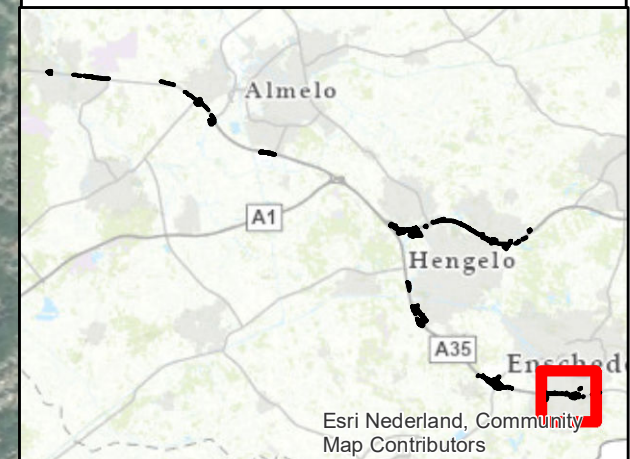 Almelo
A1
Hengelo
A35
Enschede
Esri Nederland, Community
Map Contributors